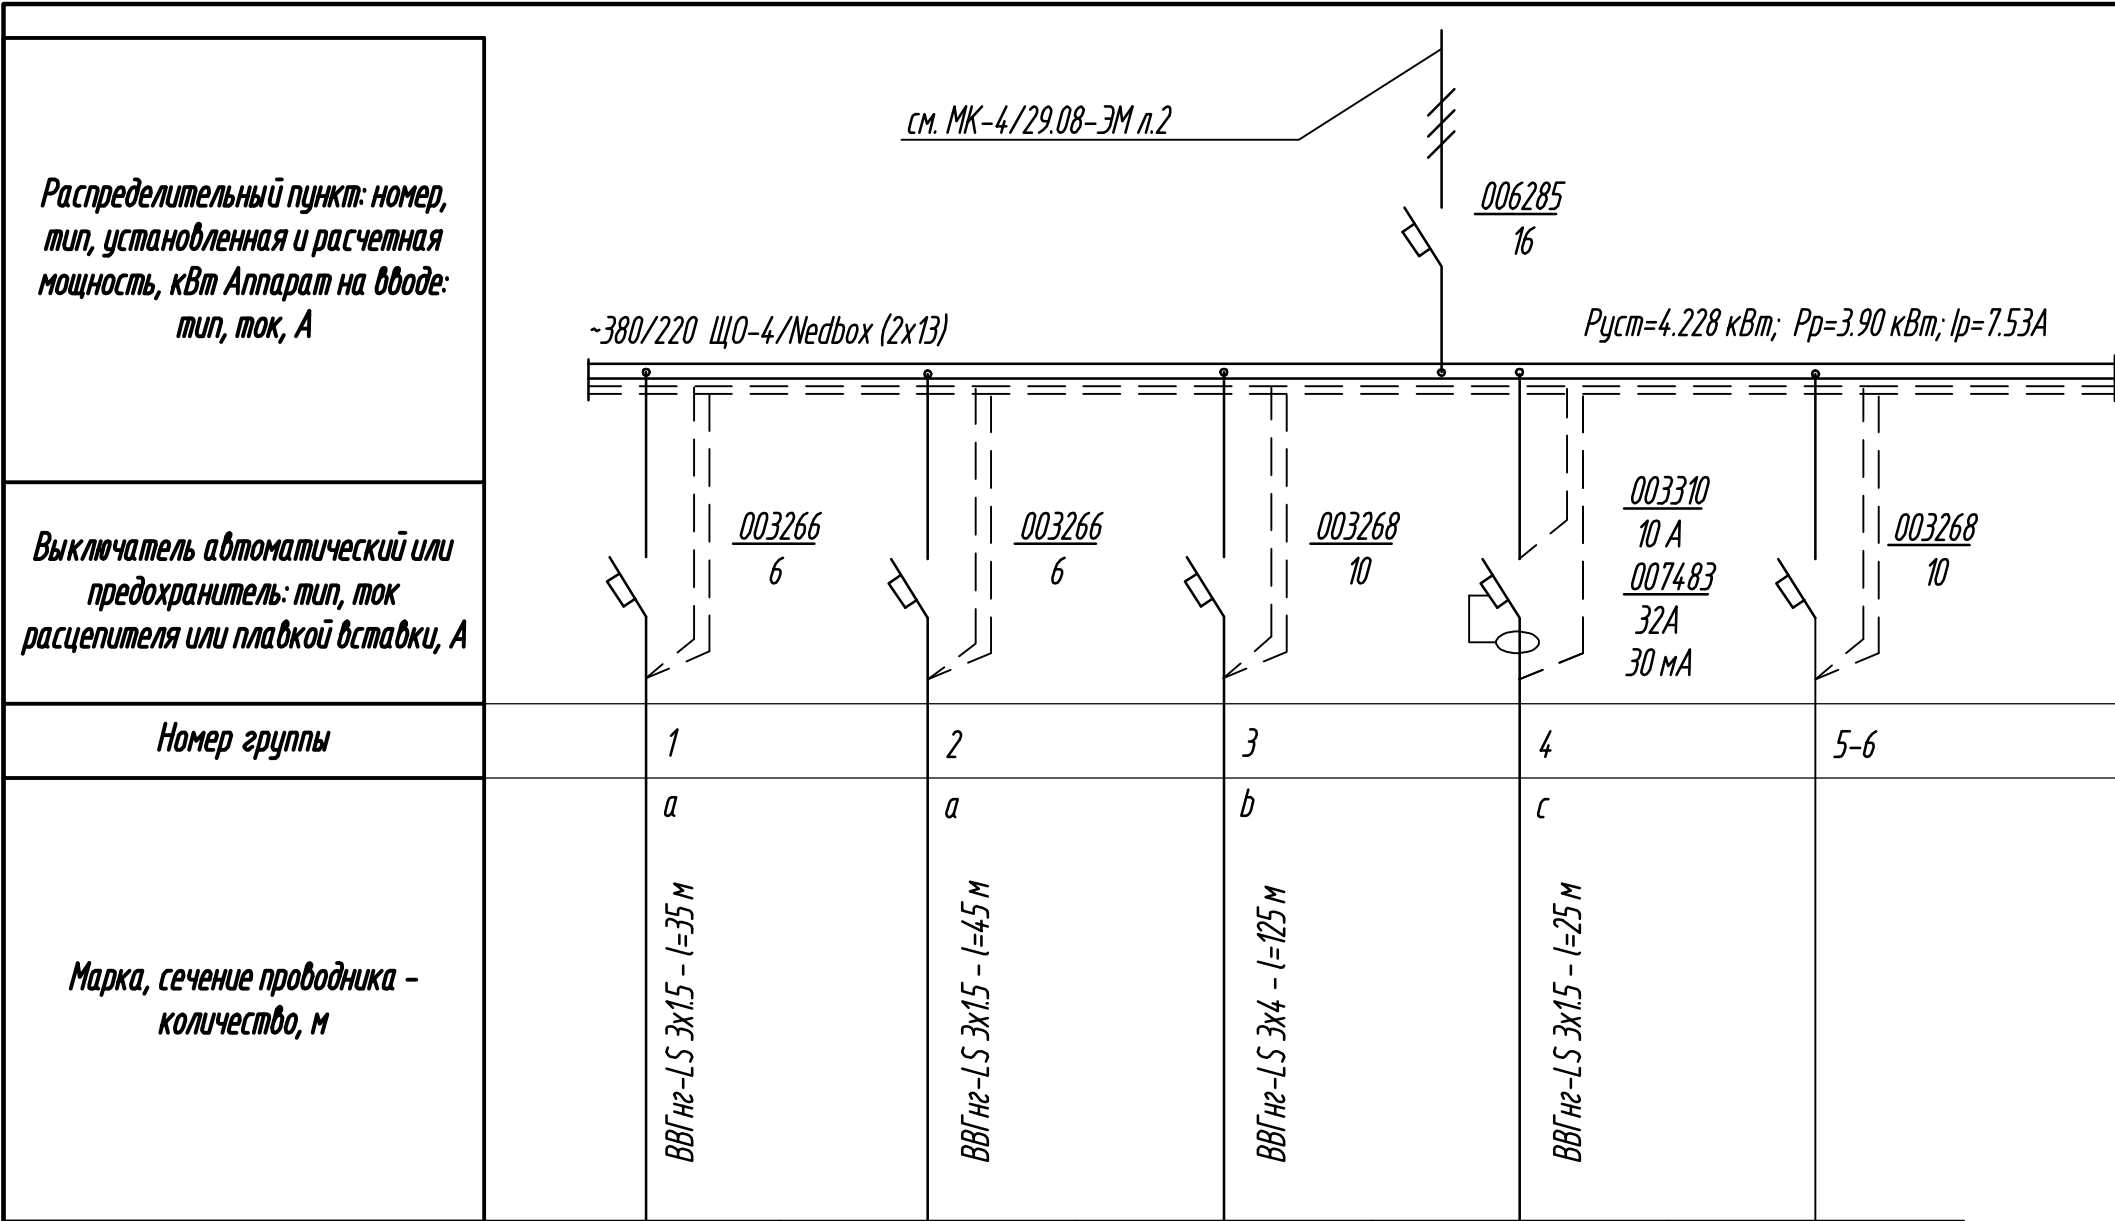 Распределительный пункт: номер,
тип, установленная и расчетная
мощность, кВт Аппарат на вводе:
тип, ток, А
см. МК-4/29.08-ЭМ л.2
006285
16
~380/220 ЩО-4/Nedbox (2x13)
Руст=4.228 кВт; Рр=3.90 кВт; Iр=7.53А
Выключатель автоматический или
предохранитель: тип, ток
расцепителя или плавкой вставки, А
003266
6
003266
6
003268
10
003310
10 А
007483
32А
30 мА
003268
10
Номер группы
1
2
3
4
5-6
Марка, сечение проводника -
количество, м
a
a
b
c
ВВГнг-LS 3х1.5 - l=35 м
ВВГнг-LS 3х1.5 - l=45 м
ВВГнг-LS 3х4 - l=125 м
ВВГнг-LS 3х1.5 - l=25 м